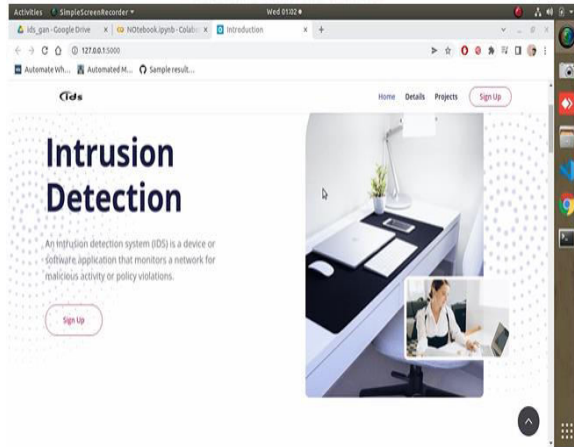 Activities
SimpleScreenRecorder
Wed 01:02
ids_gan - Google Drive
NOtebook.ipynb - Colab
Introduction
127.0.0.1:5000
Automate Wh...
Automated M...
Sample result...
ids
Home Details Projects Sign Up
Intrusion
Detection
An intrusion detection system (IDS) is a device or
software application that monitors a network for
malicious activity or policy violations.
Sign Up